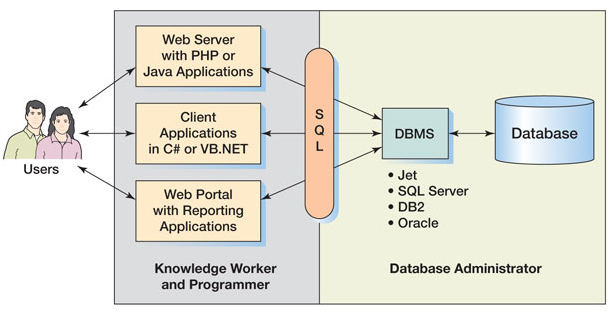 Web Server
with PHP or
Java Applications
Client
Applications
in C# or VB.NET
Web Portal
with Reporting
Applications
Users
S
Q
L
DBMS
Database
• Jet
• SQL Server
• DB2
• Oracle
Knowledge Worker
and Programmer
Database Administrator